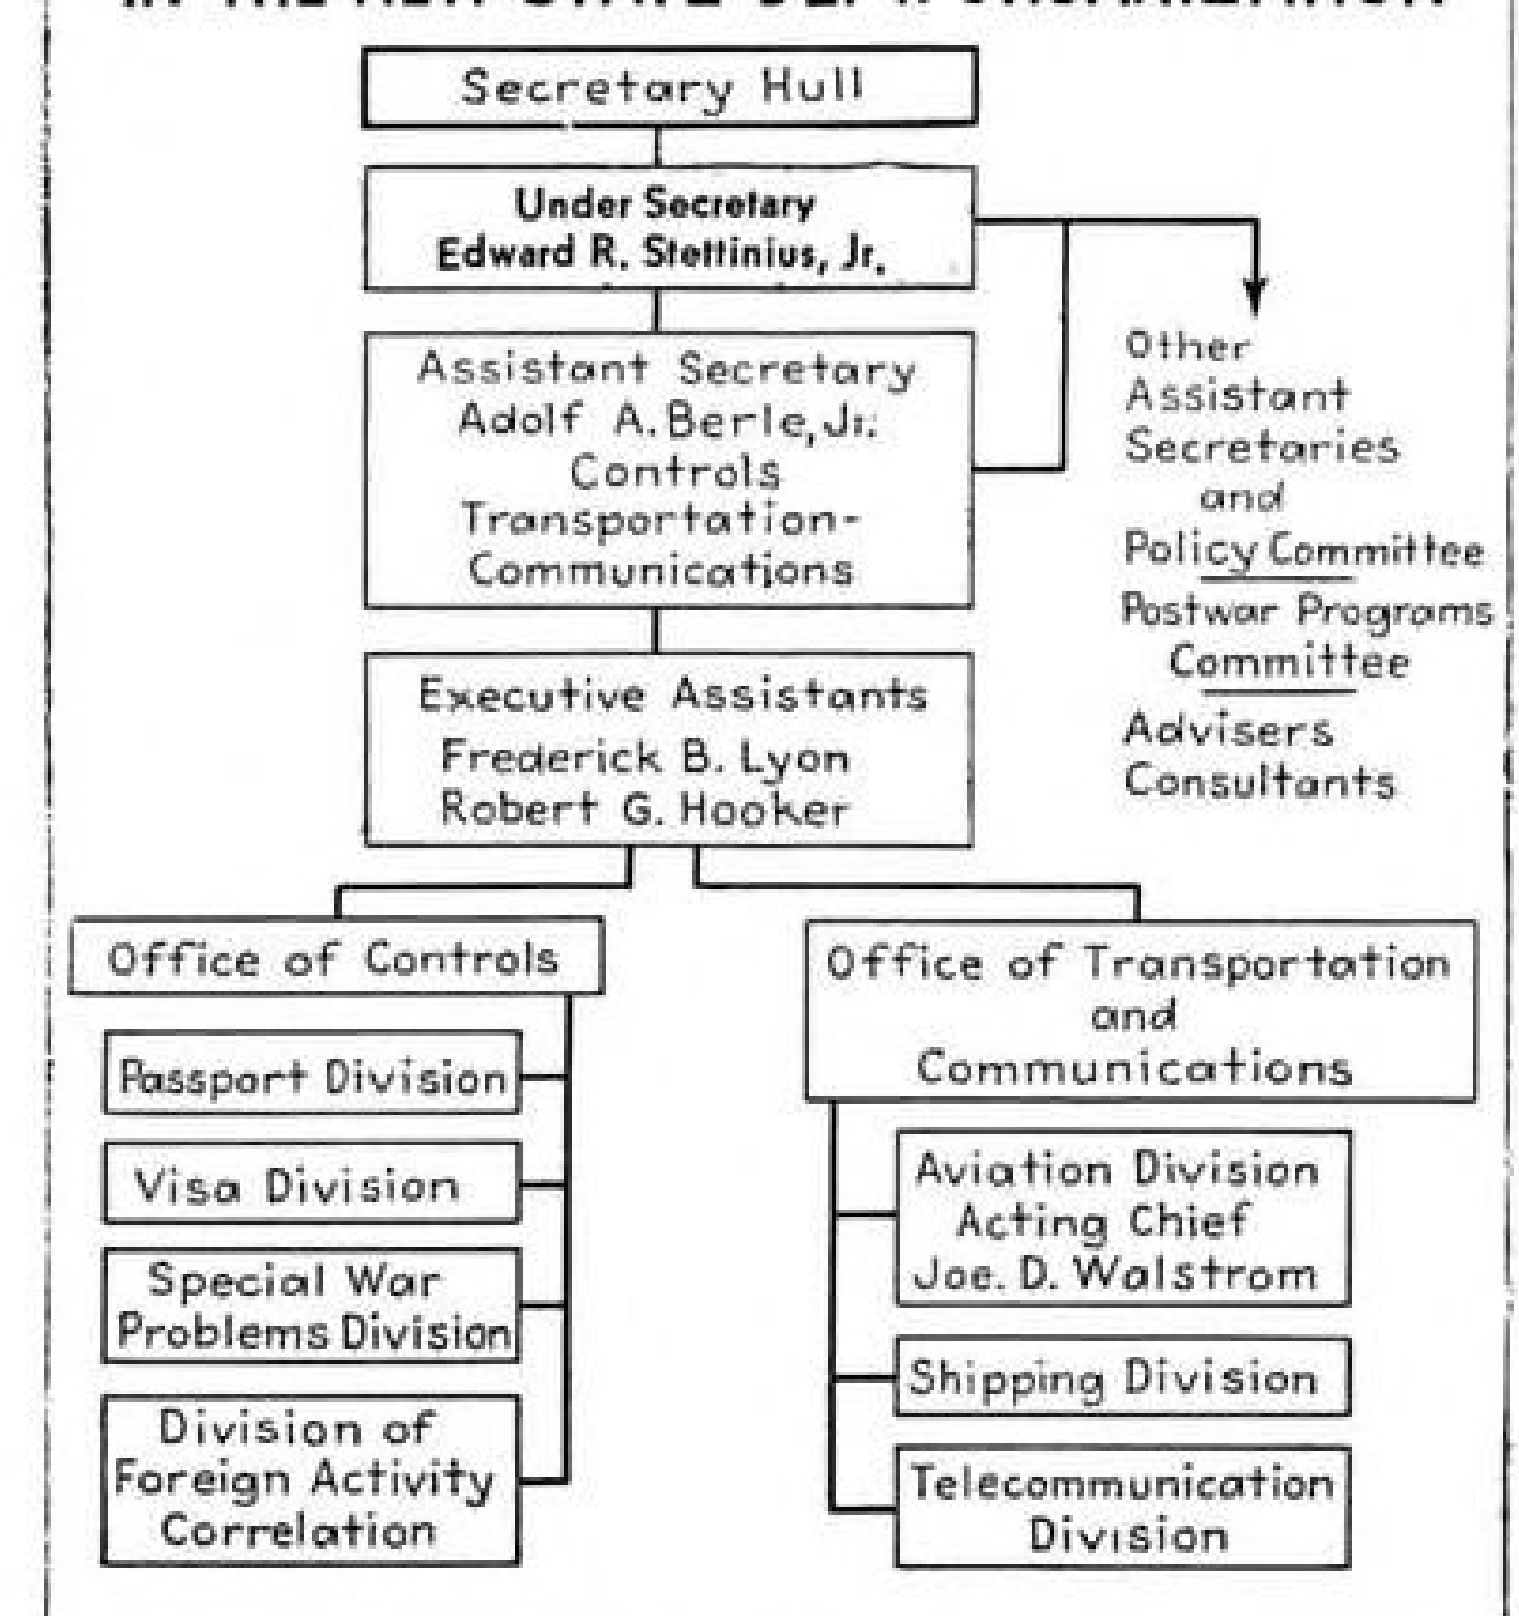 Secretary Hull
Under Secretary
Edward R. Stettinius, Jr.
Assistant Secretary
Adolf A. Berle, Jr.
Controls
Transportation-
Communications
Other
Assistant
Secretaries
and
Policy Committee
Postwar Programs
Committee
Advisers
Consultants
Executive Assistants
Frederick B. Lyon
Robert G. Hooker
Office of Controls
Passport Division
Visa Division
Special War
Problems Division
Division of
Foreign Activity
Correlation
Office of Transportation
and
Communications
Aviation Division
Acting Chief
Joe. D. Walstrom
Shipping Division
Telecommunication
Division